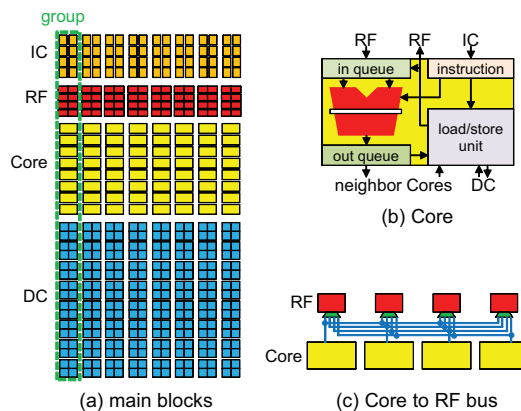 group
IC
RF
Core
DC
(a) main blocks
RF
RF
IC
in queue
instruction
load/store
unit
out queue
neighbor Cores
DC
(b) Core
RF
Core
(c) Core to RF bus